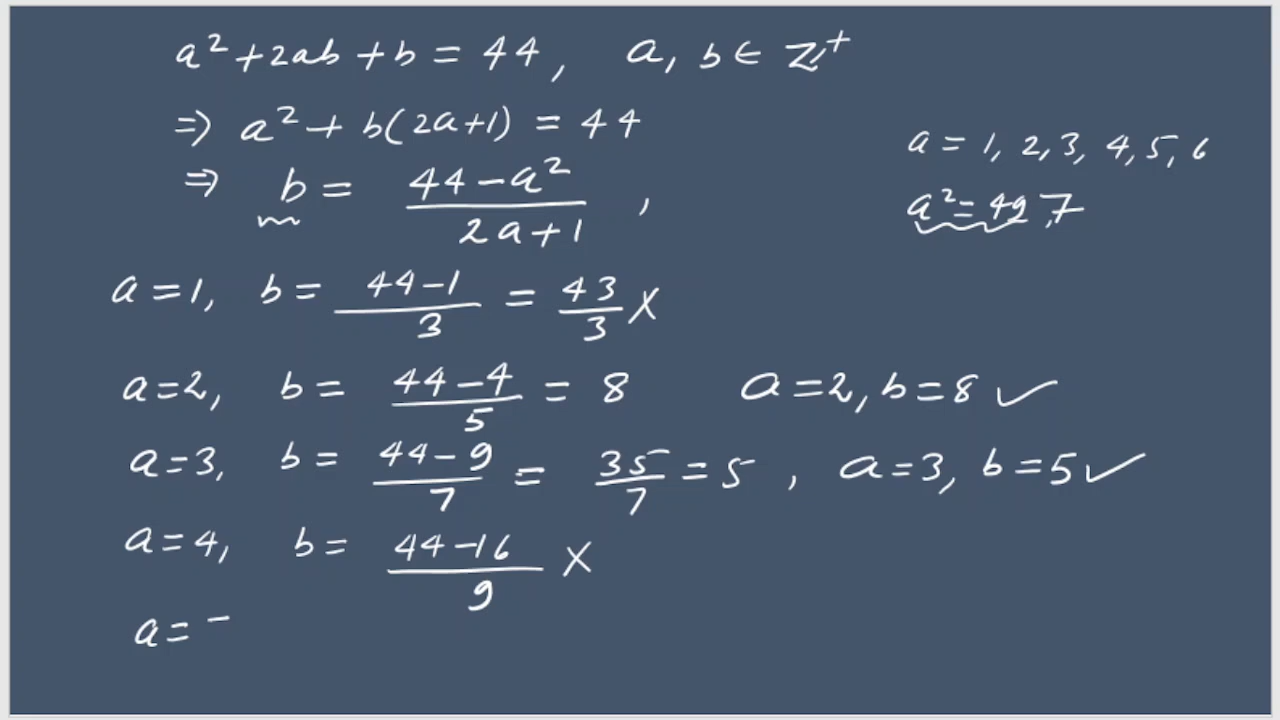 a² + 2ab + b = 44, a, b ∈ ℤ⁺
⇒ a² + b(2a+1) = 44
a = 1, 2, 3, 4, 5, 6
⇒ b = (44 − a²)/(2a+1),
a² = 49, 7
a = 1, b = (44−1)/3 = 43/3 ×
a = 2, b = (44−4)/5 = 8 a = 2, b = 8 ✓
a = 3, b = (44−9)/7 = 35/7 = 5, a = 3, b = 5 ✓
a = 4, b = (44−16)/9 ×
a =